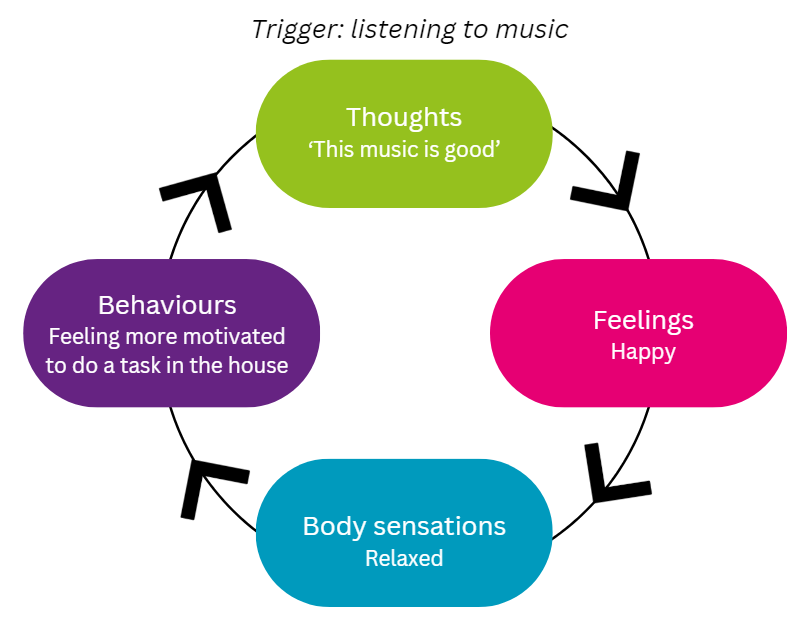 Trigger: listening to music
Thoughts
‘This music is good’
Feelings
Happy
Body sensations
Relaxed
Behaviours
Feeling more motivated
to do a task in the house